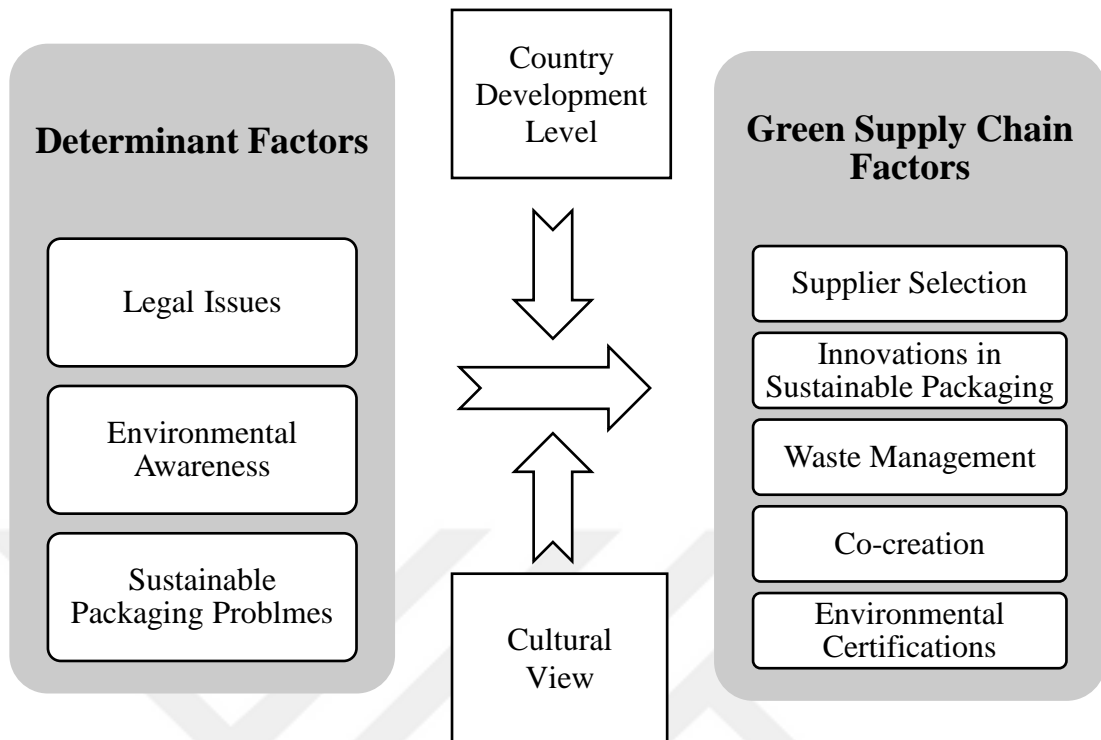 Determinant Factors
Legal Issues
Environmental
Awareness
Sustainable
Packaging Problmes
Country
Development
Level
Cultural
View
Green Supply Chain
Factors
Supplier Selection
Innovations in
Sustainable Packaging
Waste Management
Co-creation
Environmental
Certifications